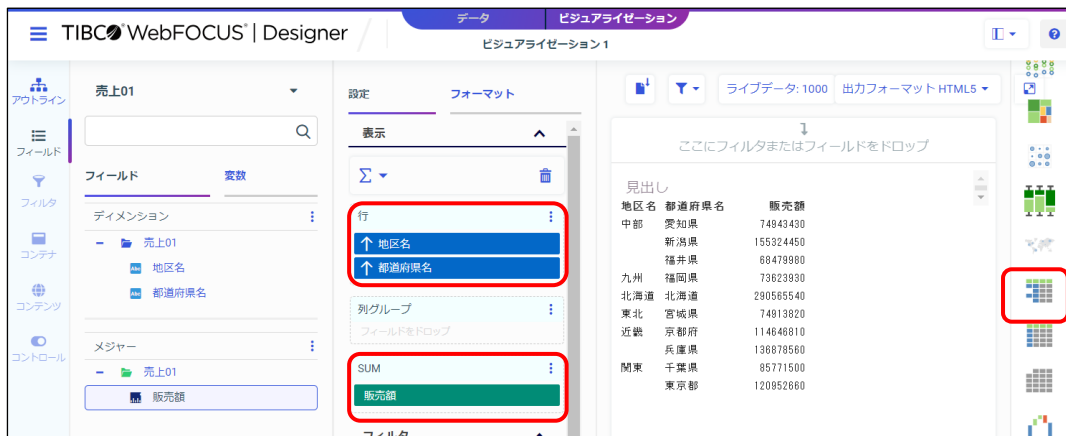 データ ビジュアライゼーション
TIBCO WebFOCUS® | Designer
ビジュアライゼーション 1
アウトライン
フィールド
フィルタ
コンテナ
コンテンツ
コントロール
売上01
フィールド 変数
ディメンション
売上01
地区名
都道府県名
メジャー
売上01
販売額
設定 フォーマット
表示
行
地区名
都道府県名
列グループ
フィールドをドロップ
SUM
販売額
フィルタ
ライブデータ: 1000 出力フォーマット HTML5
ここにフィルタまたはフィールドをドロップ
見出し
地区名 都道府県名 販売額
中部 愛知県 74943430
新潟県 155324450
福井県 68479980
九州 福岡県 73623930
北海道 北海道 290565540
東北 宮城県 74913820
近畿 京都府 114646810
兵庫県 136878560
関東 千葉県 85771500
東京都 120952660